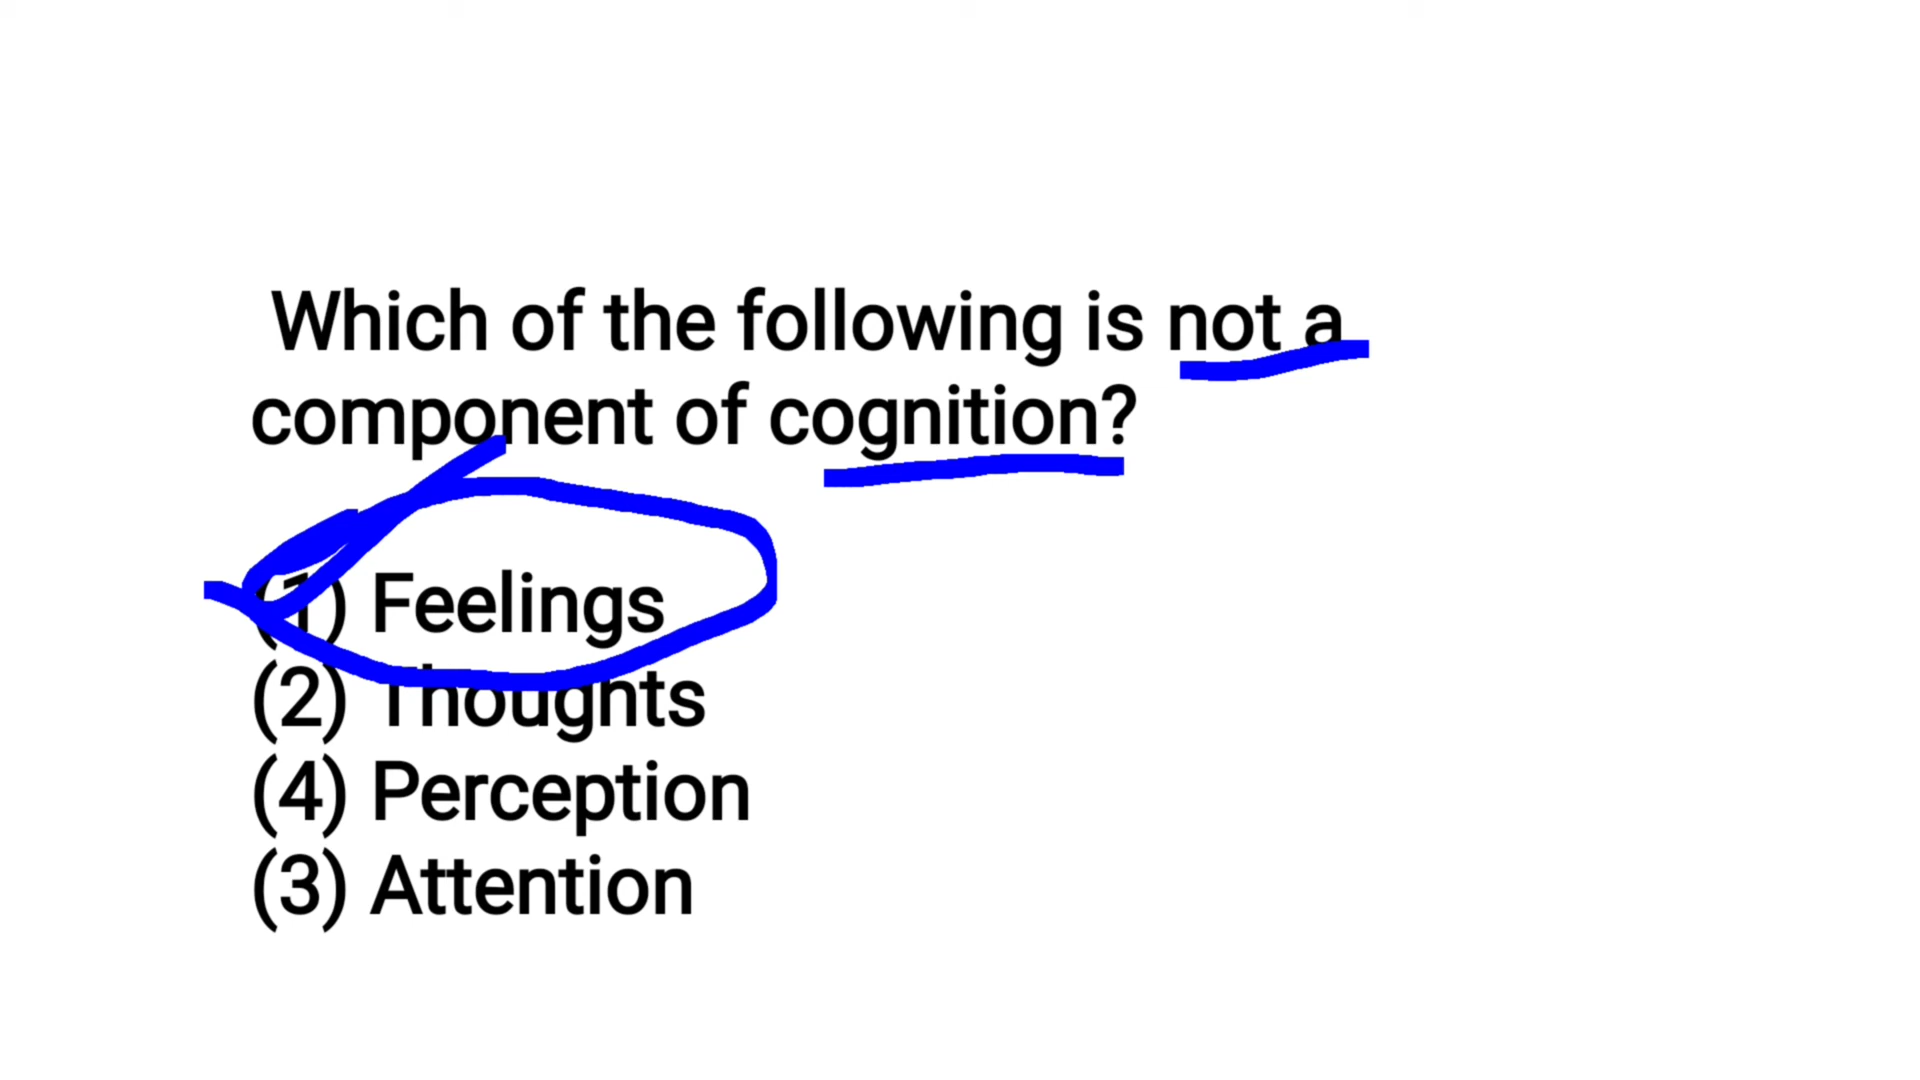 Which of the following is not a
component of cognition?
(1) Feelings
(2) Thoughts
(4) Perception
(3) Attention